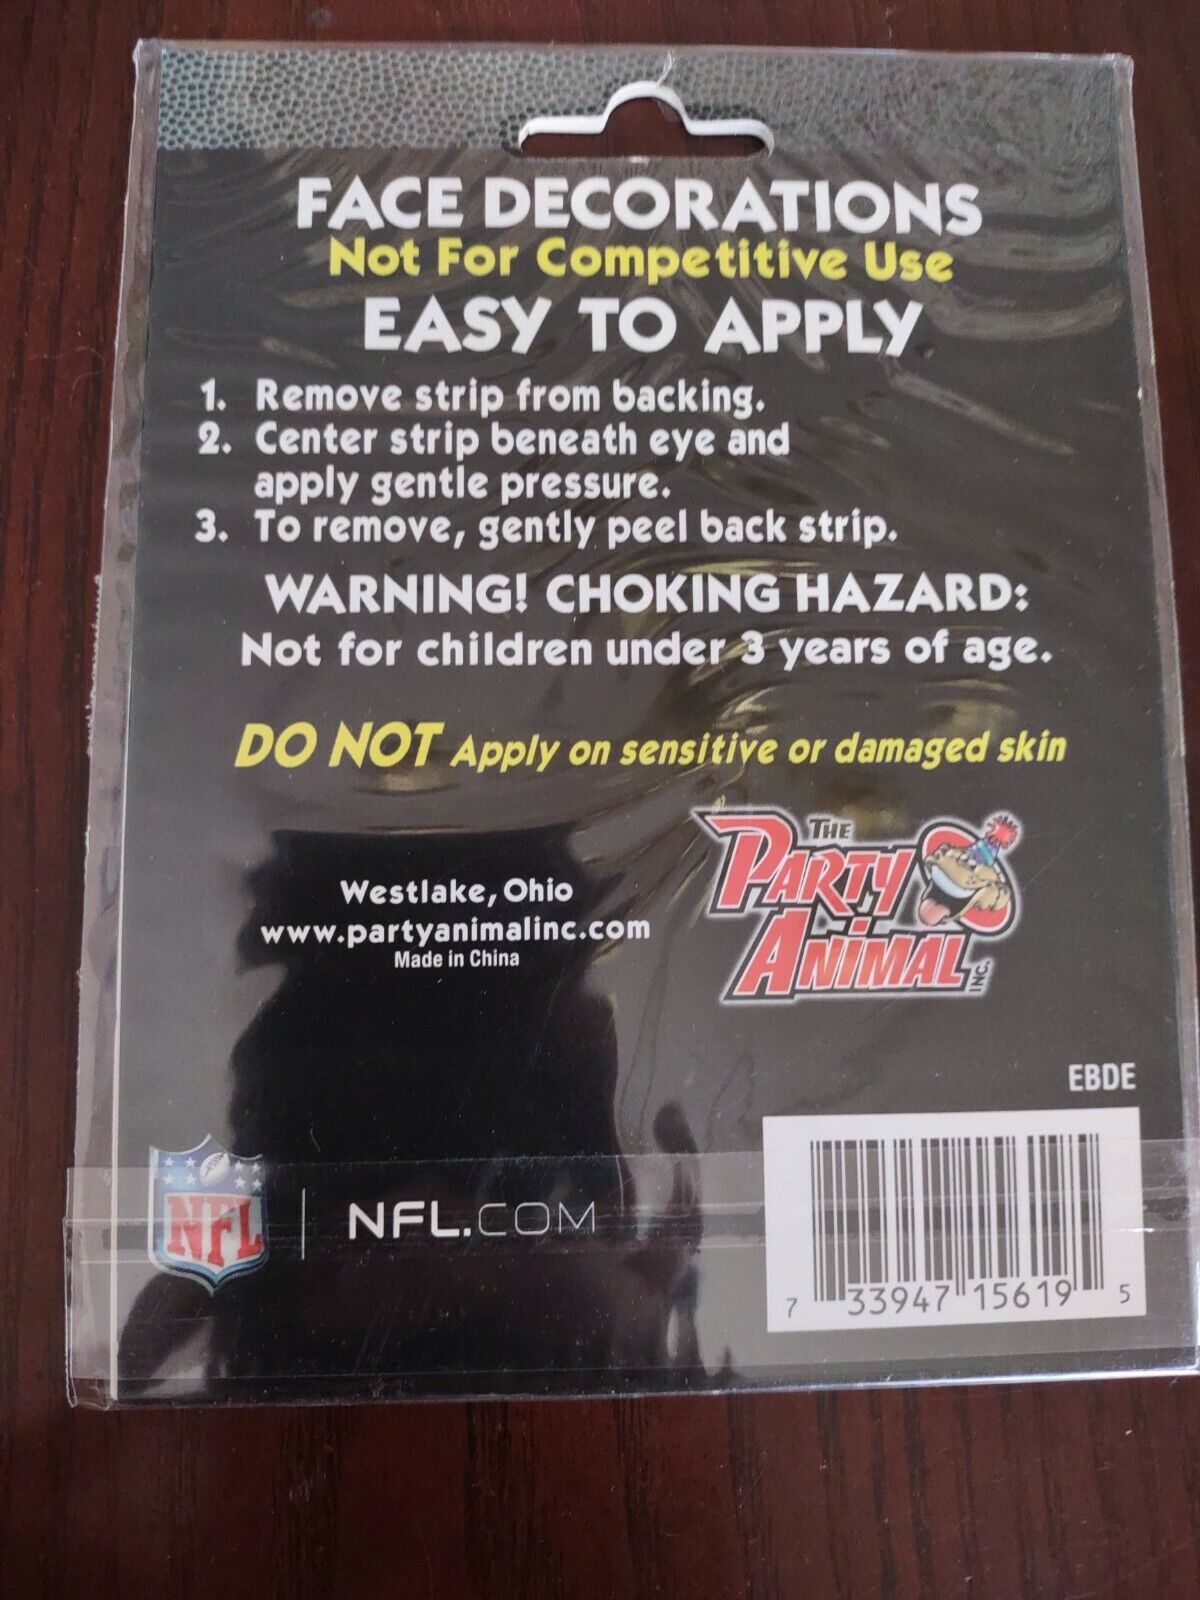 FACE DECORATIONS
Not For Competitive Use
EASY TO APPLY
1. Remove strip from backing.
2. Center strip beneath eye and
apply gentle pressure.
3. To remove, gently peel back strip.
WARNING! CHOKING HAZARD:
Not for children under 3 years of age.
DO NOT Apply on sensitive or damaged skin
THE
PARTY
ANIMAL
INC.
Westlake, Ohio
www.partyanimalinc.com
Made in China
EBDE
NFL
NFL.COM
7 33947 15619 5